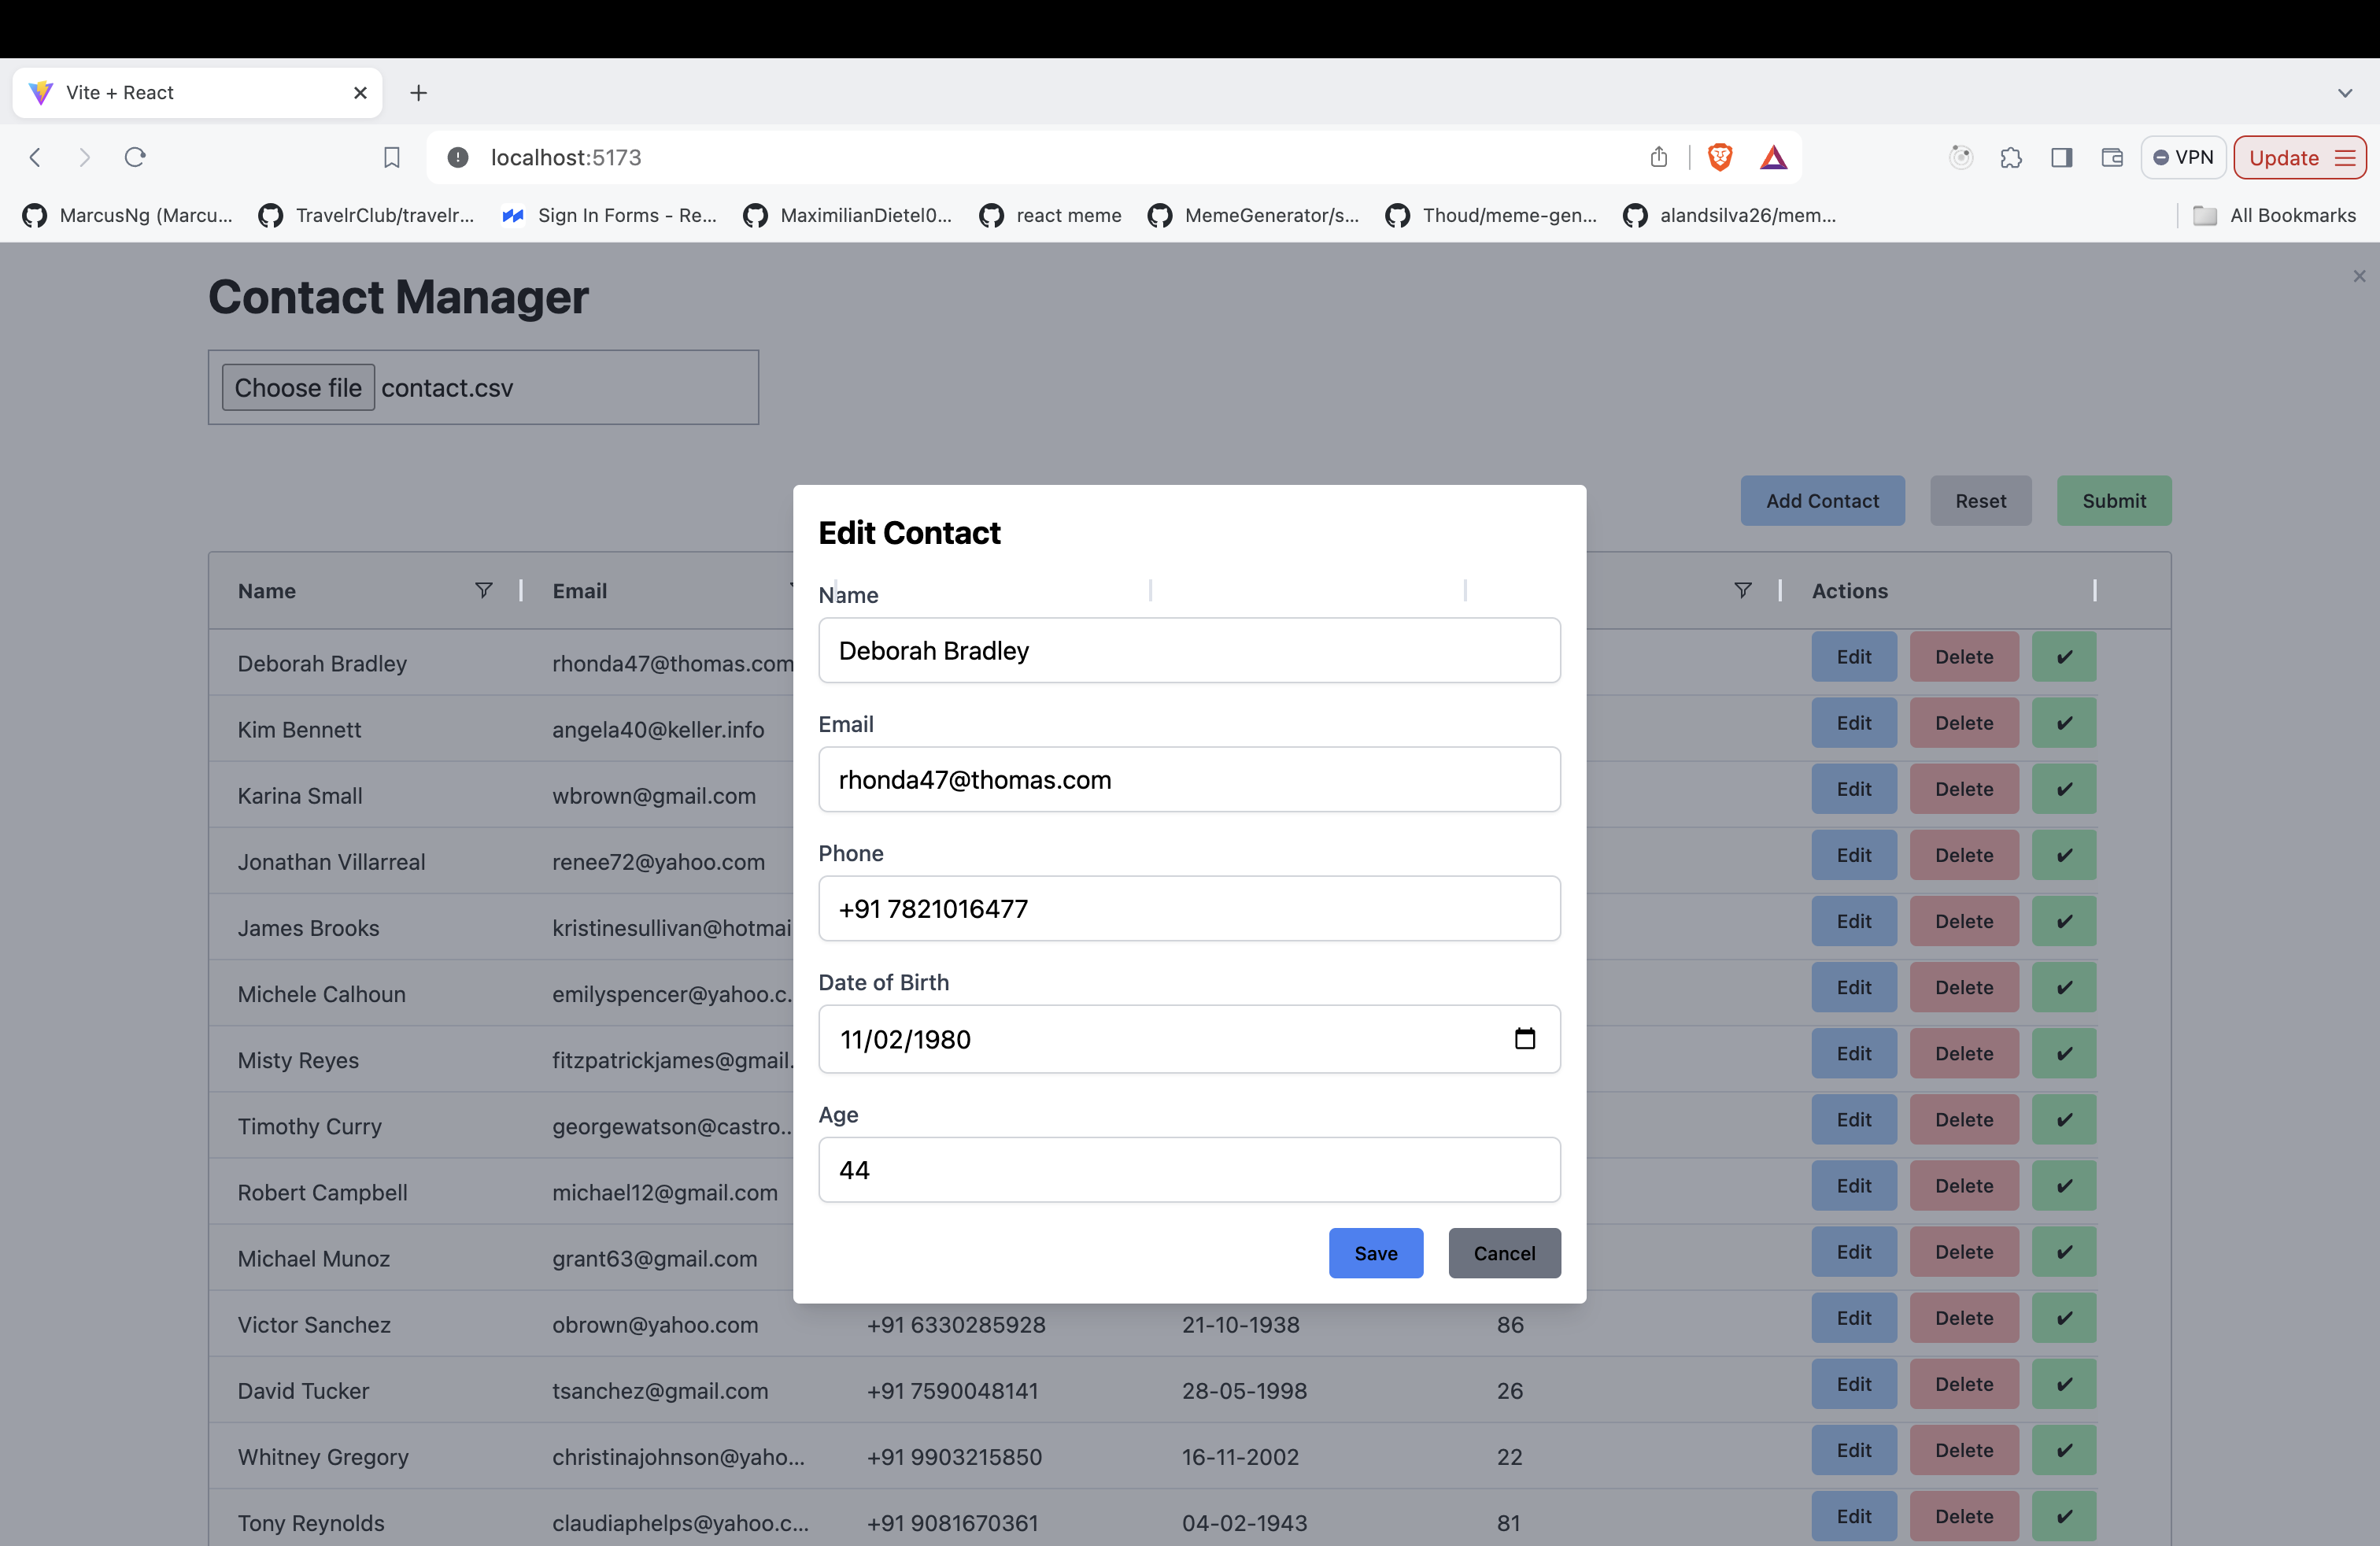 Vite + React
localhost:5173
VPN
Update
MarcusNg (Marcu...
TravelrClub/travelr...
Sign In Forms - Re...
MaximilianDietel0...
react meme
MemeGenerator/s...
Thoud/meme-gen...
alandsilva26/mem...
All Bookmarks
Contact Manager
Choose file contact.csv
Add Contact Reset Submit
Name Email Actions
Deborah Bradley rhonda47@thomas.com Edit Delete ✔
Kim Bennett angela40@keller.info Edit Delete ✔
Karina Small wbrown@gmail.com Edit Delete ✔
Jonathan Villarreal renee72@yahoo.com Edit Delete ✔
James Brooks kristinesullivan@hotmai Edit Delete ✔
Michele Calhoun emilyspencer@yahoo.c.. Edit Delete ✔
Misty Reyes fitzpatrickjames@gmail. Edit Delete ✔
Timothy Curry georgewatson@castro.. Edit Delete ✔
Robert Campbell michael12@gmail.com Edit Delete ✔
Michael Munoz grant63@gmail.com Edit Delete ✔
Victor Sanchez obrown@yahoo.com +91 6330285928 21-10-1938 86 Edit Delete ✔
David Tucker tsanchez@gmail.com +91 7590048141 28-05-1998 26 Edit Delete ✔
Whitney Gregory christinajohnson@yaho... +91 9903215850 16-11-2002 22 Edit Delete ✔
Tony Reynolds claudiaphelps@yahoo.c... +91 9081670361 04-02-1943 81 Edit Delete ✔
Edit Contact
Name
Deborah Bradley
Email
rhonda47@thomas.com
Phone
+91 7821016477
Date of Birth
11/02/1980
Age
44
Save Cancel